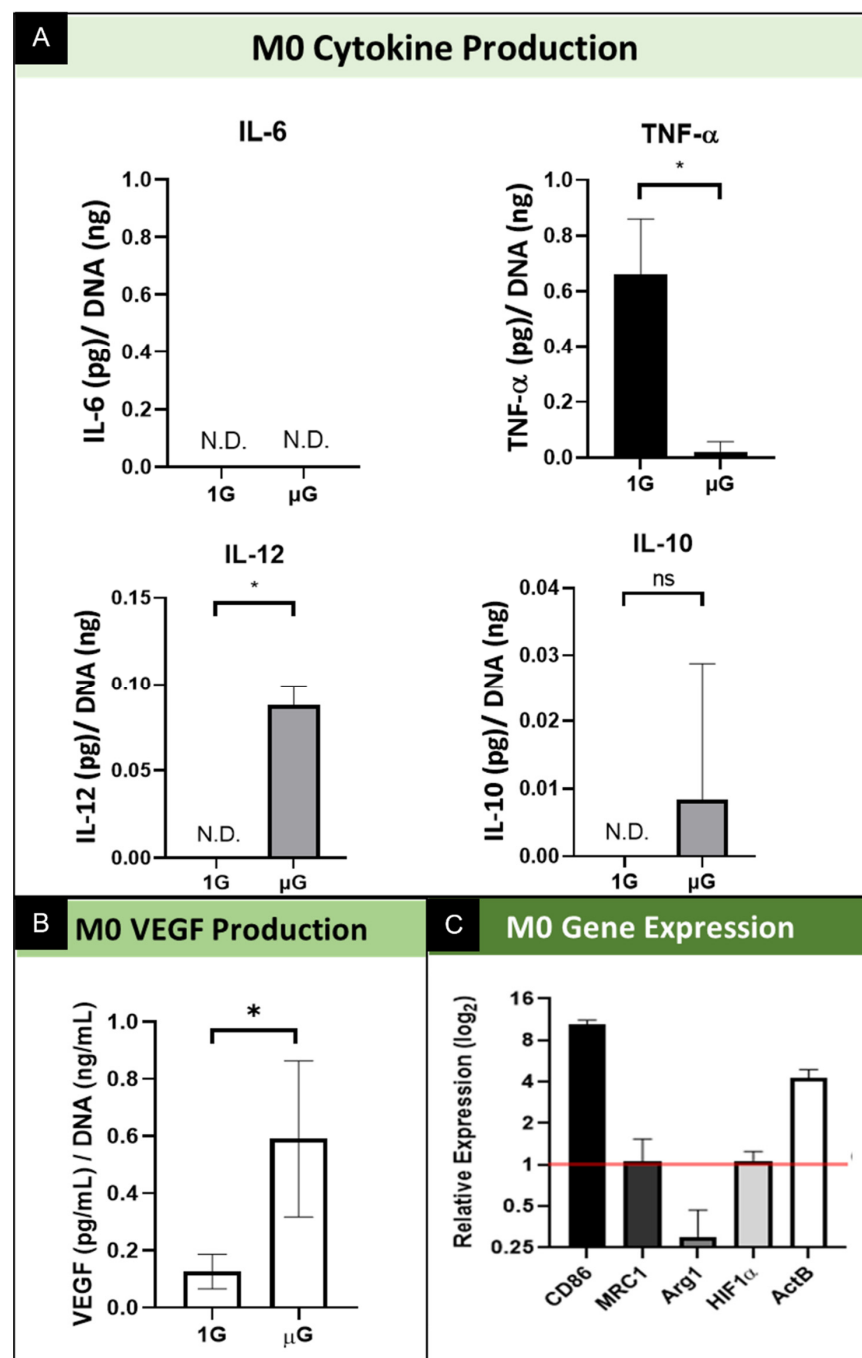 A
M0 Cytokine Production
IL-6
IL-6 (pg)/ DNA (ng)
1.0
0.8
0.6
0.4
0.2
0.0
N.D.
N.D.
1G
µG
TNF-α
TNF-α (pg)/ DNA (ng)
1.0
0.8
0.6
0.4
0.2
0.0
*
1G
µG
IL-12
IL-12 (pg)/ DNA (ng)
0.15
0.10
0.05
0.00
*
N.D.
1G
µG
IL-10
IL-10 (pg)/ DNA (ng)
0.04
0.03
0.02
0.01
0.00
ns
N.D.
1G
µG
B
M0 VEGF Production
VEGF (pg/mL) / DNA (ng/mL)
1.0
0.8
0.6
0.4
0.2
0.0
*
1G
µG
C
M0 Gene Expression
Relative Expression (log₂)
16
8
4
2
1
0.5
0.25
CD86
MRC1
Arg1
HIF1α
ActB